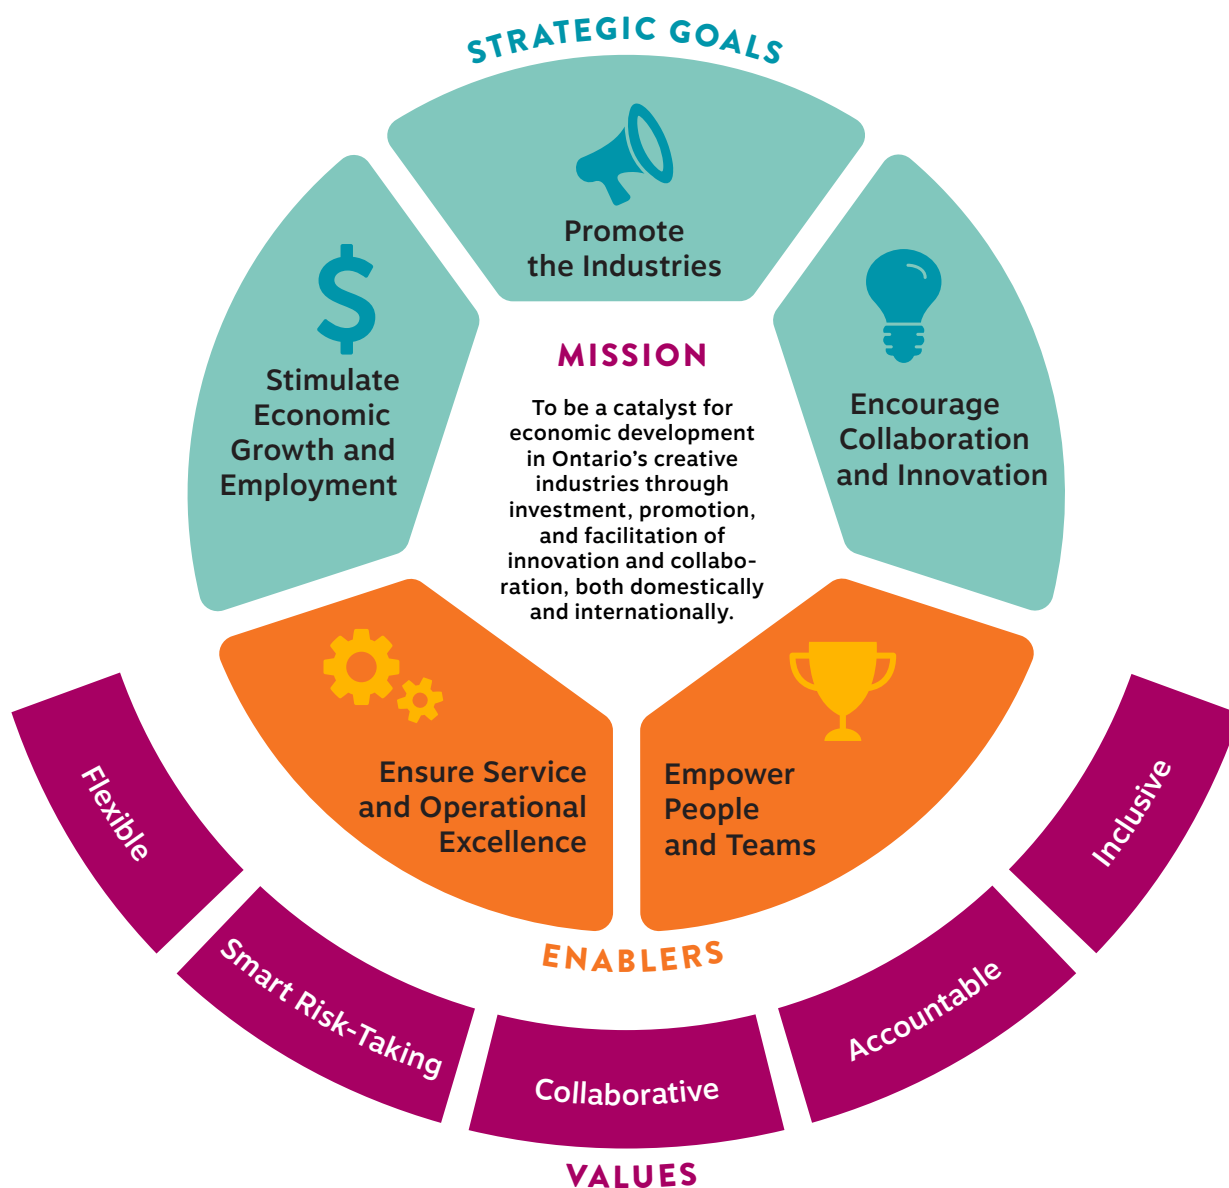 STRATEGIC GOALS
Promote
the Industries
Stimulate
Economic
Growth and
Employment
Encourage
Collaboration
and Innovation
MISSION
To be a catalyst for
economic development
in Ontario’s creative
industries through
investment, promotion,
and facilitation of
innovation and collabo-
ration, both domestically
and internationally.
Ensure Service
and Operational
Excellence
Empower
People
and Teams
ENABLERS
Flexible
Smart Risk-Taking
Collaborative
Accountable
Inclusive
VALUES